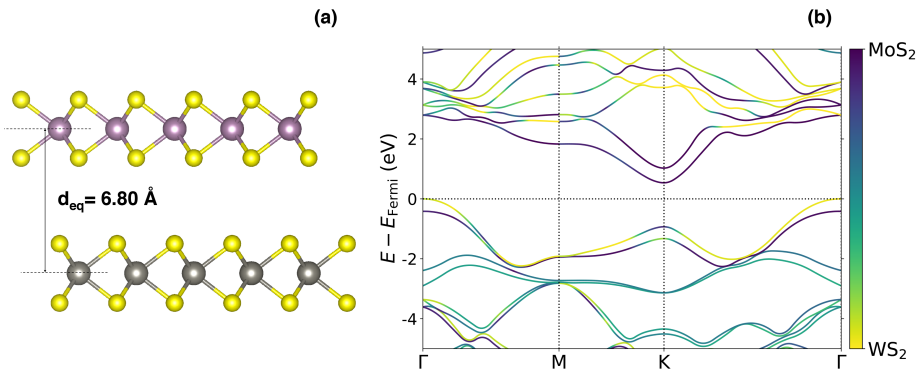 (a)
d_eq= 6.80 Å
(b)
E − E_Fermi (eV)
4
2
0
-2
-4
Γ
M
K
Γ
MoS₂
WS₂